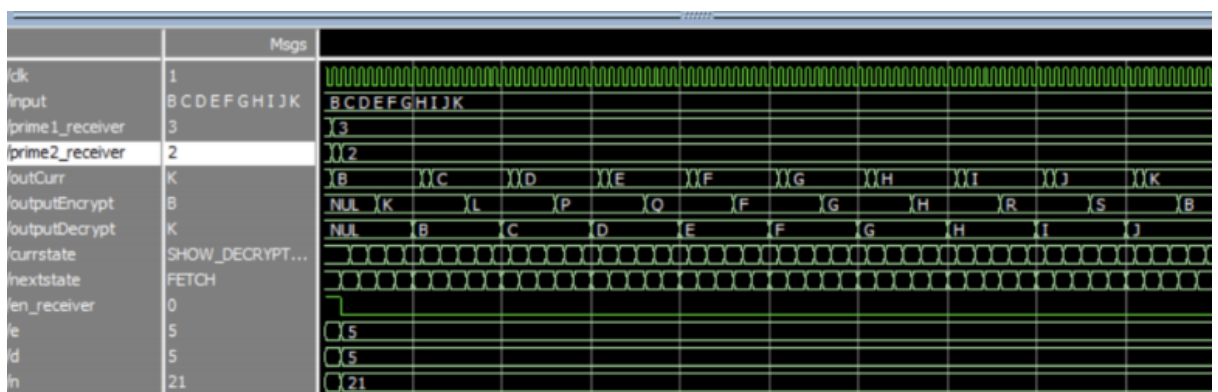 Msgs
/clk 1
/input B C D E F G H I J K B C D E F G H I J K
/prime1_receiver 3 3
/prime2_receiver 2 2
/outCurr K B C D E F G H I J K
/outputEncrypt B NUL K L P Q F G H R S B
/outputDecrypt K NUL B C D E F G H I J
/currstate SHOW_DECRYPT...
/nextstate FETCH
/en_receiver 0
/e 5 5
/d 5 5
/n 21 21